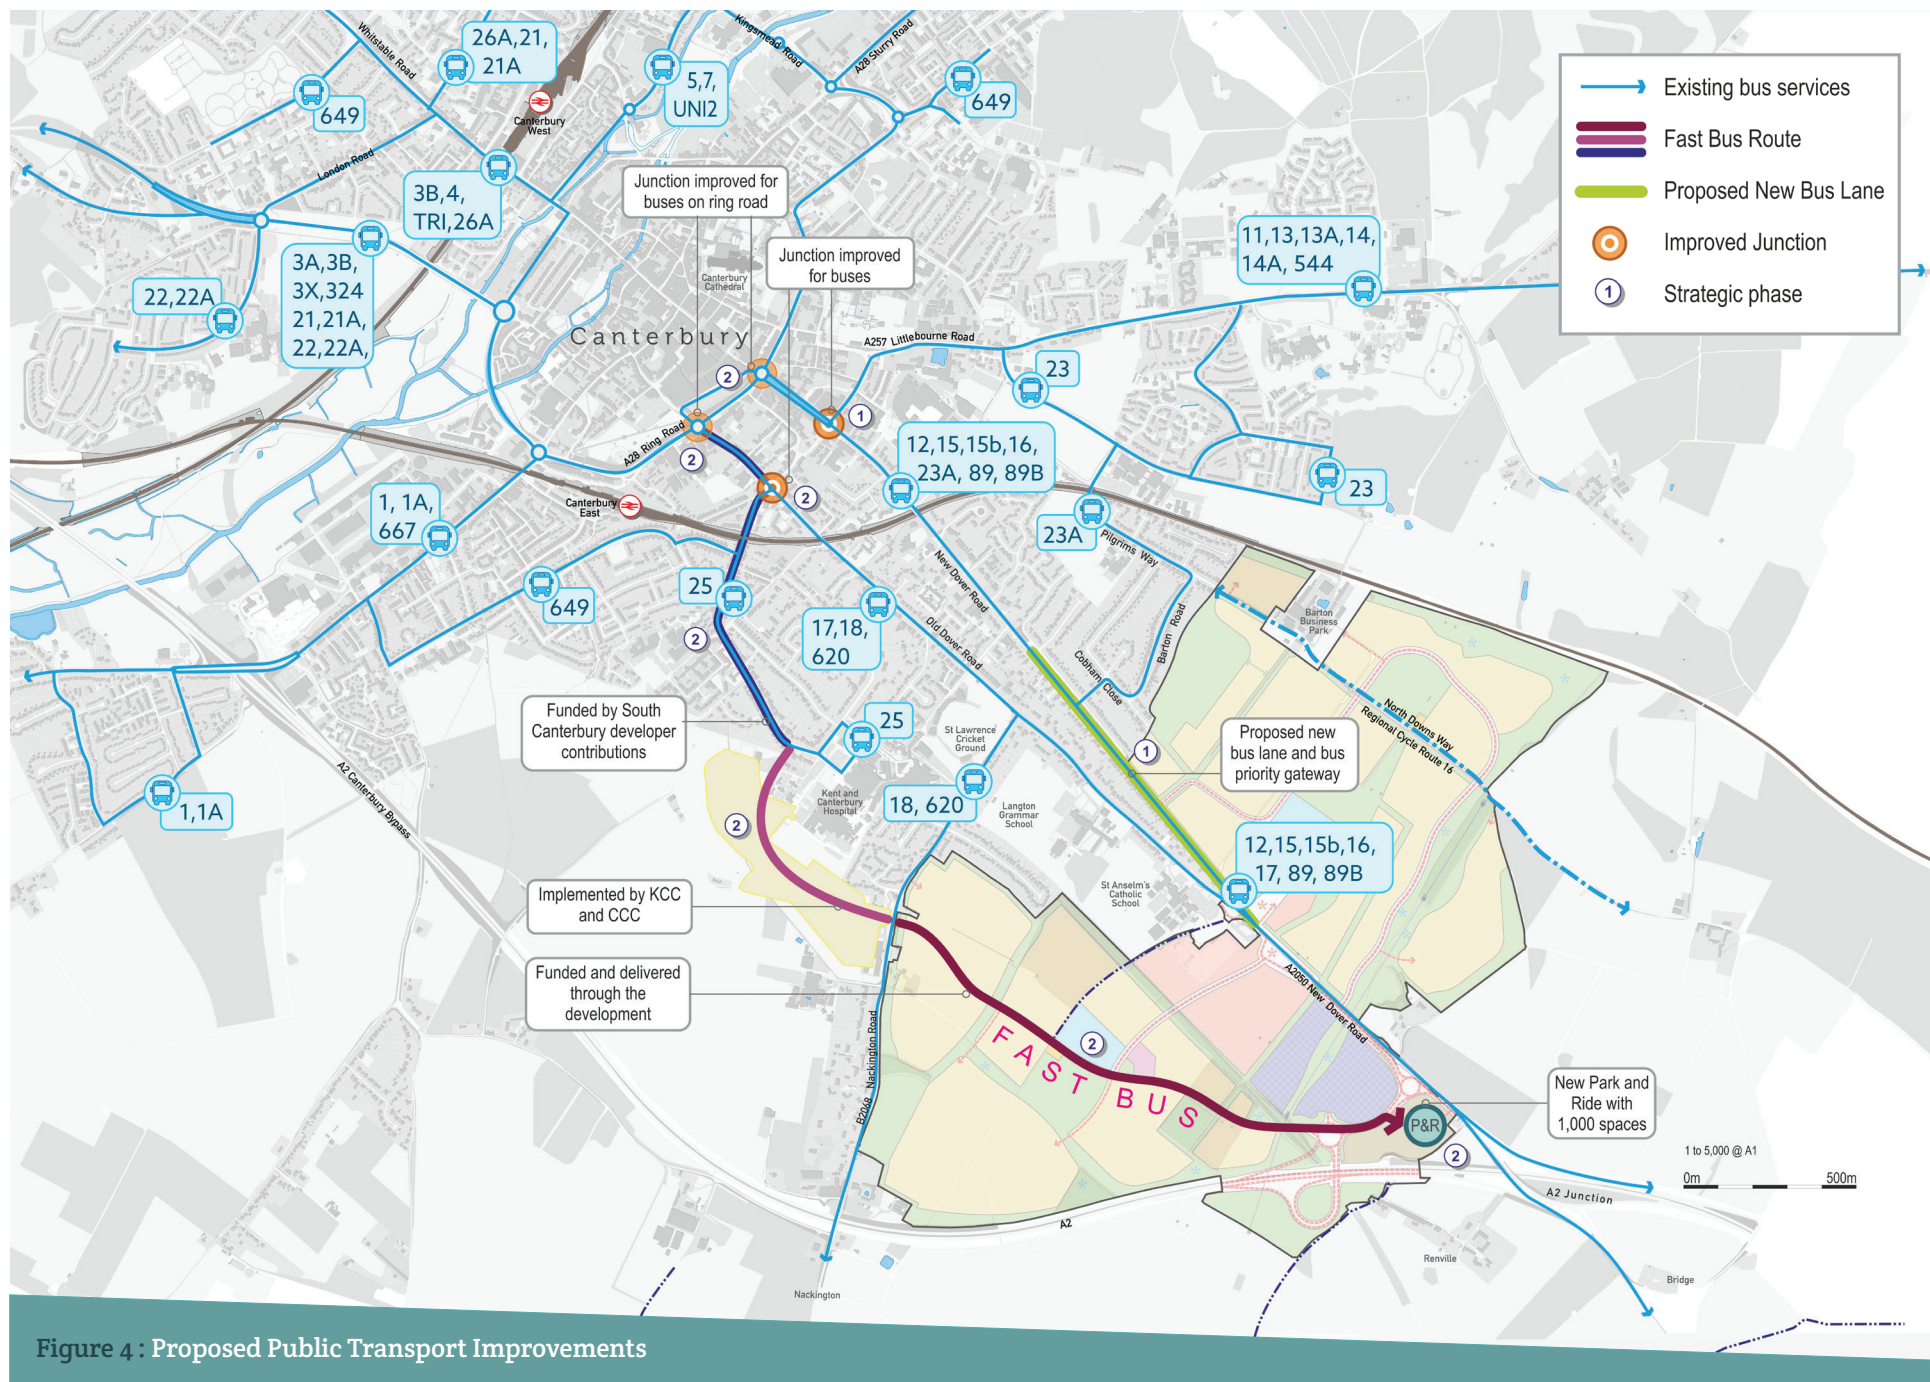 Whitstable Road
26A,21,
21A
649
Canterbury
West
5,7,
UNI2
Kingsmead Road
A28 Sturry Road
649
London Road
3B,4,
TRI,26A
3A,3B,
3X,324
21,21A,
22,22A,
22,22A
Junction improved for
buses on ring road
Junction improved
for buses
Canterbury
Cathedral
Canterbury
11,13,13A,14,
14A, 544
Existing bus services
Fast Bus Route
Proposed New Bus Lane
Improved Junction
1
Strategic phase
A257 Littlebourne Road
23
2
1
A28 Ring Road
2
2
12,15,15b,16,
23A, 89, 89B
23
Canterbury
East
1, 1A,
667
23A
Pilgrims Way
649
25
New Dover Road
Barton Road
Barton
Business
Park
17,18,
620
Old Dover Road
2
Cobham Close
Funded by South
Canterbury developer
contributions
25
St Lawrence
Cricket
Ground
North Downs Way
Regional Cycle Route 16
1
Proposed new
bus lane and bus
priority gateway
A2 Canterbury Bypass
1,1A
Kent and
Canterbury
Hospital
18, 620
Langton
Grammar
School
2
12,15,15b,16,
17, 89, 89B
St Anselm's
Catholic
School
Implemented by KCC
and CCC
Funded and delivered
through the
development
A2050 New Dover Road
B2068 Nackington Road
2
FAST BUS
P&R
2
New Park and
Ride with
1,000 spaces
1 to 5,000 @ A1
0m
500m
A2 Junction
A2
Renville
Bridge
Nackington
Figure 4 : Proposed Public Transport Improvements